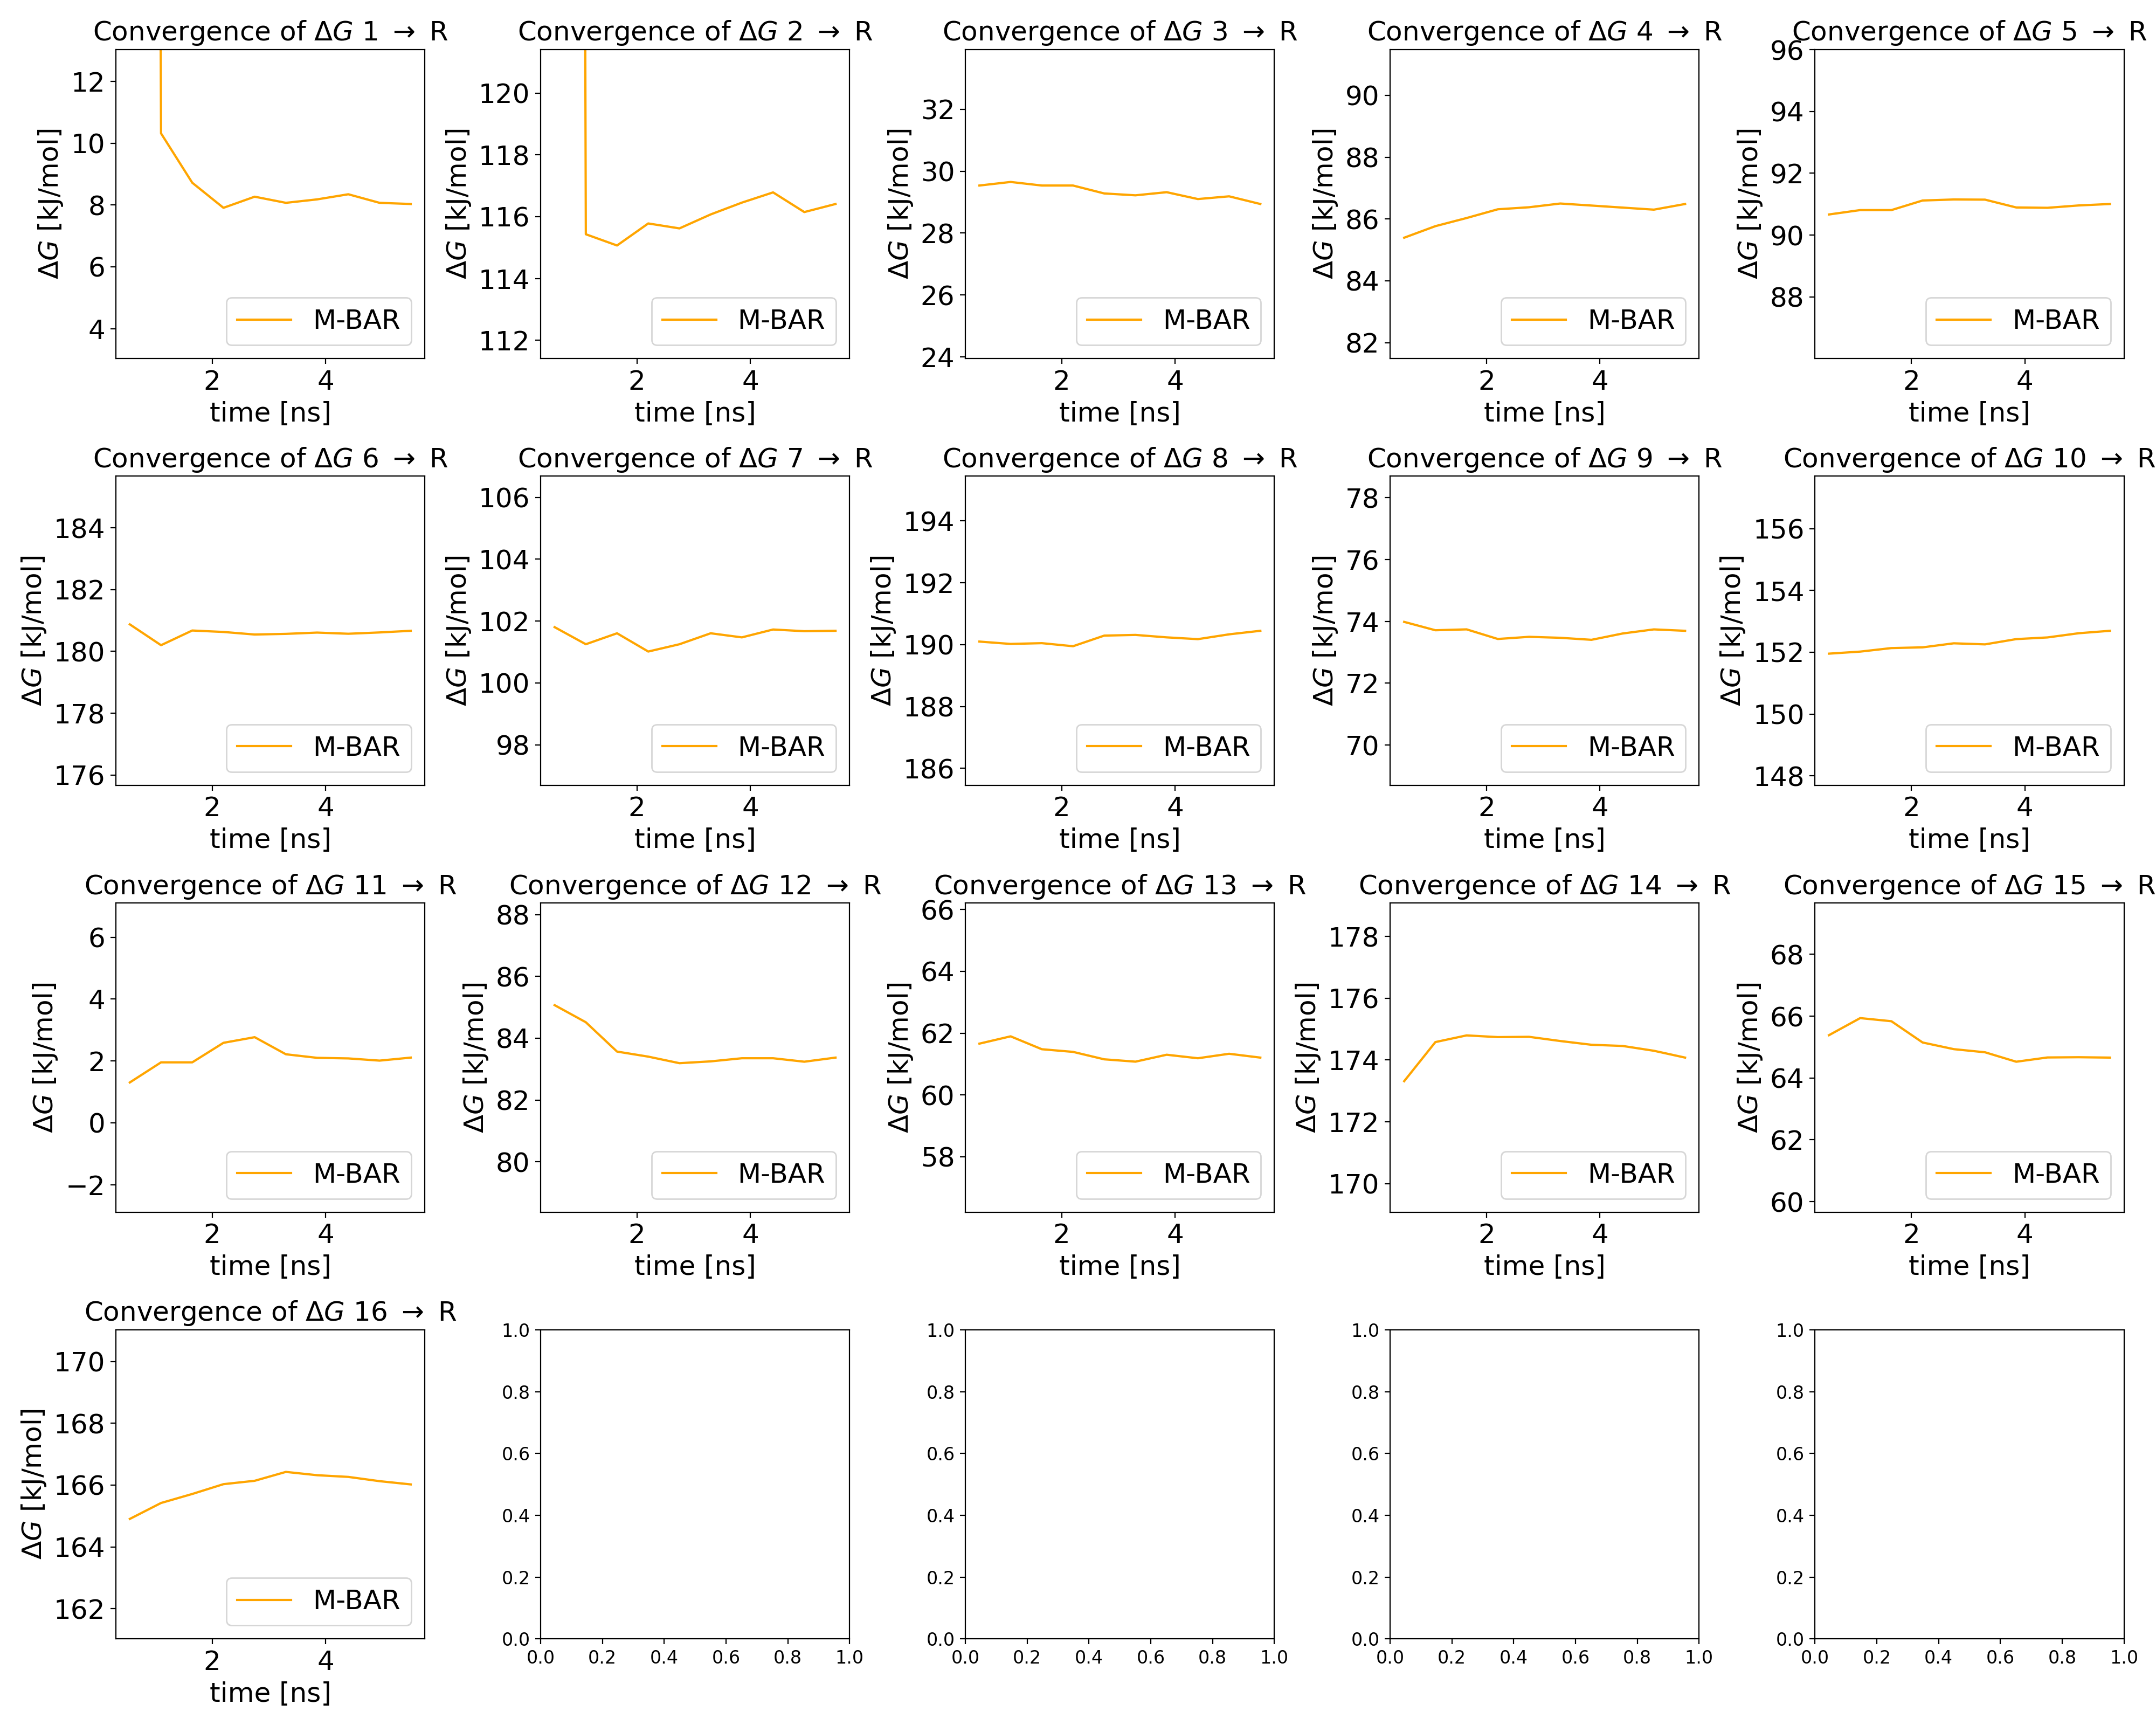 Convergence of ΔG 1 → R
Convergence of ΔG 2 → R
Convergence of ΔG 3 → R
Convergence of ΔG 4 → R
Convergence of ΔG 5 → R
ΔG [kJ/mol]
12
10
8
6
4
2 4
time [ns]
M-BAR
ΔG [kJ/mol]
120
118
116
114
112
2 4
time [ns]
M-BAR
ΔG [kJ/mol]
32
30
28
26
24
2 4
time [ns]
M-BAR
ΔG [kJ/mol]
90
88
86
84
82
2 4
time [ns]
M-BAR
ΔG [kJ/mol]
96
94
92
90
88
2 4
time [ns]
M-BAR
Convergence of ΔG 6 → R
Convergence of ΔG 7 → R
Convergence of ΔG 8 → R
Convergence of ΔG 9 → R
Convergence of ΔG 10 → R
ΔG [kJ/mol]
184
182
180
178
176
2 4
time [ns]
M-BAR
ΔG [kJ/mol]
106
104
102
100
98
2 4
time [ns]
M-BAR
ΔG [kJ/mol]
194
192
190
188
186
2 4
time [ns]
M-BAR
ΔG [kJ/mol]
78
76
74
72
70
2 4
time [ns]
M-BAR
ΔG [kJ/mol]
156
154
152
150
148
2 4
time [ns]
M-BAR
Convergence of ΔG 11 → R
Convergence of ΔG 12 → R
Convergence of ΔG 13 → R
Convergence of ΔG 14 → R
Convergence of ΔG 15 → R
ΔG [kJ/mol]
6
4
2
0
−2
2 4
time [ns]
M-BAR
ΔG [kJ/mol]
88
86
84
82
80
2 4
time [ns]
M-BAR
ΔG [kJ/mol]
66
64
62
60
58
2 4
time [ns]
M-BAR
ΔG [kJ/mol]
178
176
174
172
170
2 4
time [ns]
M-BAR
ΔG [kJ/mol]
68
66
64
62
60
2 4
time [ns]
M-BAR
Convergence of ΔG 16 → R
ΔG [kJ/mol]
170
168
166
164
162
2 4
time [ns]
M-BAR
1.0
0.8
0.6
0.4
0.2
0.0
0.0 0.2 0.4 0.6 0.8 1.0
1.0
0.8
0.6
0.4
0.2
0.0
0.0 0.2 0.4 0.6 0.8 1.0
1.0
0.8
0.6
0.4
0.2
0.0
0.0 0.2 0.4 0.6 0.8 1.0
1.0
0.8
0.6
0.4
0.2
0.0
0.0 0.2 0.4 0.6 0.8 1.0